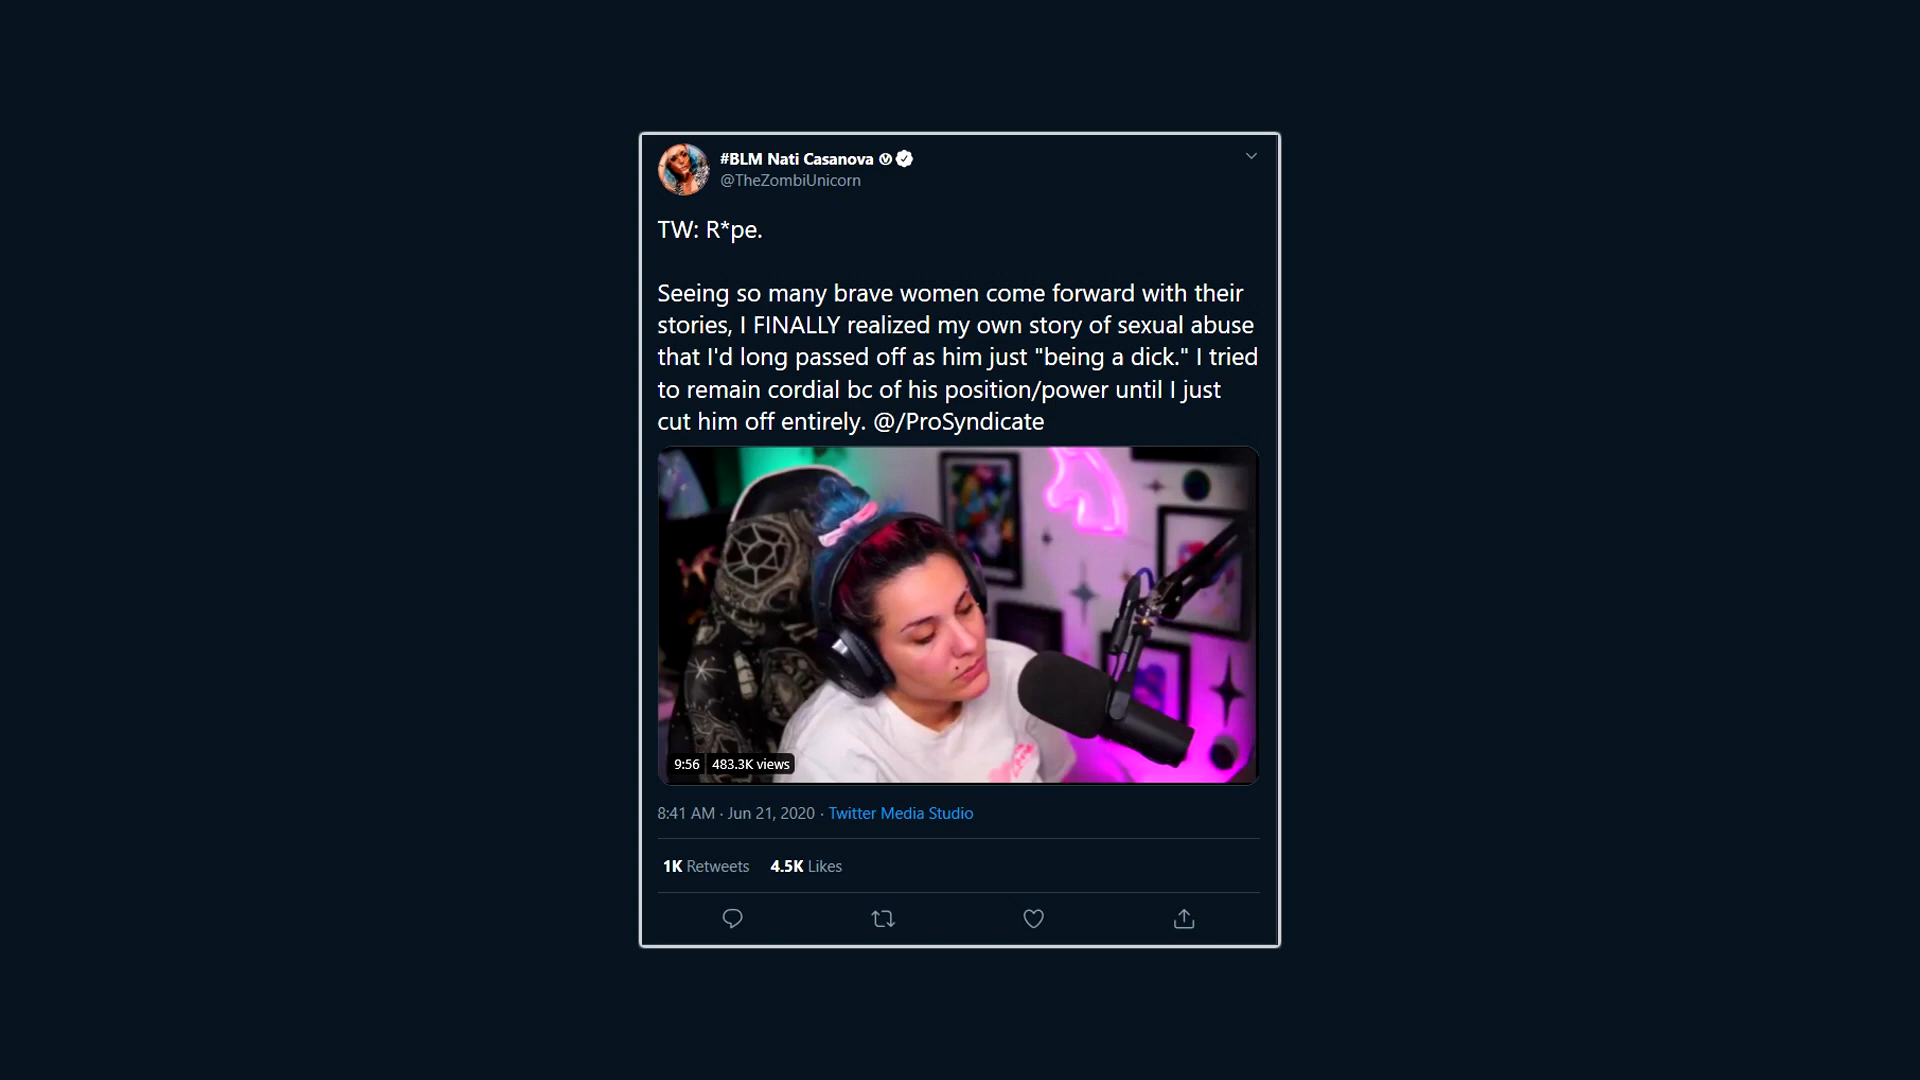 #BLM Nati Casanova
@TheZombiUnicorn
TW: R*pe.
Seeing so many brave women come forward with their
stories, I FINALLY realized my own story of sexual abuse
that I'd long passed off as him just "being a dick." I tried
to remain cordial bc of his position/power until I just
cut him off entirely. @/ProSyndicate
9:56 483.3K views
8:41 AM · Jun 21, 2020 · Twitter Media Studio
1K Retweets 4.5K Likes